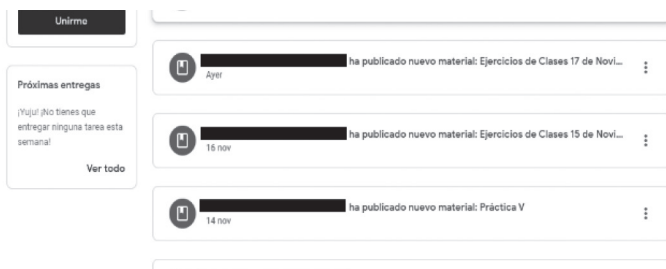 Unirme
Próximas entregas
¡Yuju! ¡No tienes que
entregar ninguna tarea esta
semana!
Ver todo
ha publicado nuevo material: Ejercicios de Clases 17 de Novi...
Ayer
ha publicado nuevo material: Ejercicios de Clases 15 de Novi...
16 nov
ha publicado nuevo material: Práctica V
14 nov